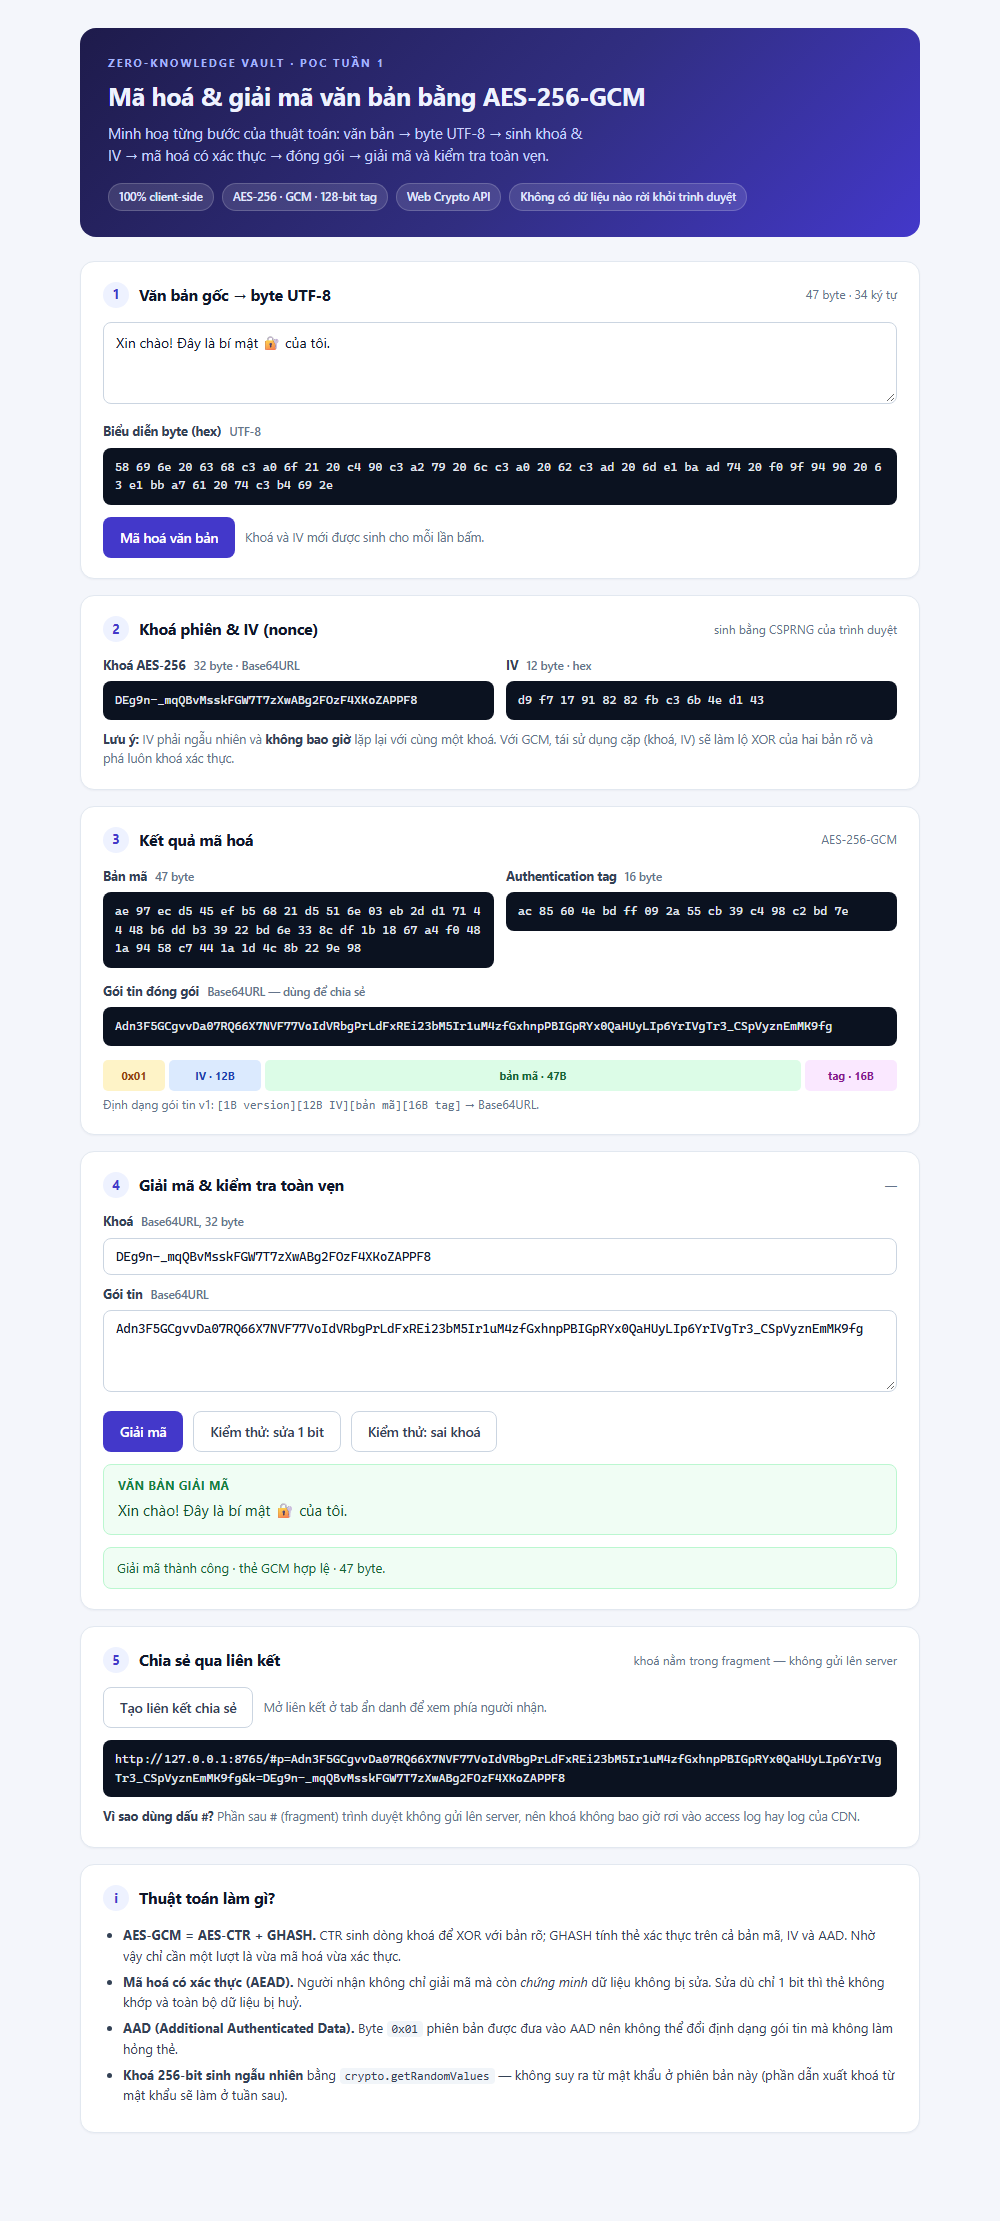 ZERO-KNOWLEDGE VAULT · POC TUẦN 1
Mã hoá & giải mã văn bản bằng AES-256-GCM
Minh hoạ từng bước của thuật toán: văn bản → byte UTF-8 → sinh khoá &
IV → mã hoá có xác thực → đóng gói → giải mã và kiểm tra toàn vẹn.
100% client-side AES-256 · GCM · 128-bit tag Web Crypto API Không có dữ liệu nào rời khỏi trình duyệt
1 Văn bản gốc → byte UTF-8 47 byte · 34 ký tự
Xin chào! Đây là bí mật 🔐 của tôi.
Biểu diễn byte (hex) UTF-8
58 69 6e 20 63 68 c3 a0 6f 21 20 c4 90 c3 a2 79 20 6c c3 a0 20 62 c3 ad 20 6d e1 ba ad 74 20 f0 9f 94 90 20 6
3 e1 bb a7 61 20 74 c3 b4 69 2e
Mã hoá văn bản Khoá và IV mới được sinh cho mỗi lần bấm.
2 Khoá phiên & IV (nonce) sinh bằng CSPRNG của trình duyệt
Khoá AES-256 32 byte · Base64URL IV 12 byte · hex
DEg9n-_mqQBvMsskFGW7T7zXwABg2FOzF4XKoZAPPF8 d9 f7 17 91 82 82 fb c3 6b 4e d1 43
Lưu ý: IV phải ngẫu nhiên và không bao giờ lặp lại với cùng một khoá. Với GCM, tái sử dụng cặp (khoá, IV) sẽ làm lộ XOR của hai bản rõ và
phá luôn khoá xác thực.
3 Kết quả mã hoá AES-256-GCM
Bản mã 47 byte Authentication tag 16 byte
ae 97 ec d5 45 ef b5 68 21 d5 51 6e 03 eb 2d d1 71 4 ac 85 60 4e bd ff 09 2a 55 cb 39 c4 98 c2 bd 7e
4 48 b6 dd b3 39 22 bd 6e 33 8c df 1b 18 67 a4 f0 48
1a 94 58 c7 44 1a 1d 4c 8b 22 9e 98
Gói tin đóng gói Base64URL — dùng để chia sẻ
Adn3F5GCgvvDa07RQ66X7NVF77VoIdVRbgPrLdFxREi23bM5Ir1uM4zfGxhnpPBIGpRYx0QaHUyLIp6YrIVgTr3_CSpVyznEmMK9fg
0x01 IV · 12B bản mã · 47B tag · 16B
Định dạng gói tin v1: [1B version][12B IV][bản mã][16B tag] → Base64URL.
4 Giải mã & kiểm tra toàn vẹn —
Khoá Base64URL, 32 byte
DEg9n-_mqQBvMsskFGW7T7zXwABg2FOzF4XKoZAPPF8
Gói tin Base64URL
Adn3F5GCgvvDa07RQ66X7NVF77VoIdVRbgPrLdFxREi23bM5Ir1uM4zfGxhnpPBIGpRYx0QaHUyLIp6YrIVgTr3_CSpVyznEmMK9fg
Giải mã Kiểm thử: sửa 1 bit Kiểm thử: sai khoá
VĂN BẢN GIẢI MÃ
Xin chào! Đây là bí mật 🔐 của tôi.
Giải mã thành công · thẻ GCM hợp lệ · 47 byte.
5 Chia sẻ qua liên kết khoá nằm trong fragment — không gửi lên server
Tạo liên kết chia sẻ Mở liên kết ở tab ẩn danh để xem phía người nhận.
http://127.0.0.1:8765/#p=Adn3F5GCgvvDa07RQ66X7NVF77VoIdVRbgPrLdFxREi23bM5Ir1uM4zfGxhnpPBIGpRYx0QaHUyLIp6YrIVg
Tr3_CSpVyznEmMK9fg&k=DEg9n-_mqQBvMsskFGW7T7zXwABg2FOzF4XKoZAPPF8
Vì sao dùng dấu #? Phần sau # (fragment) trình duyệt không gửi lên server, nên khoá không bao giờ rơi vào access log hay log của CDN.
i Thuật toán làm gì?
• AES-GCM = AES-CTR + GHASH. CTR sinh dòng khoá để XOR với bản rõ; GHASH tính thẻ xác thực trên cả bản mã, IV và AAD. Nhờ
vậy chỉ cần một lượt là vừa mã hoá vừa xác thực.
• Mã hoá có xác thực (AEAD). Người nhận không chỉ giải mã mà còn chứng minh dữ liệu không bị sửa. Sửa dù chỉ 1 bit thì thẻ không
khớp và toàn bộ dữ liệu bị huỷ.
• AAD (Additional Authenticated Data). Byte 0x01 phiên bản được đưa vào AAD nên không thể đổi định dạng gói tin mà không làm
hỏng thẻ.
• Khoá 256-bit sinh ngẫu nhiên bằng crypto.getRandomValues — không suy ra từ mật khẩu ở phiên bản này (phần dẫn xuất khoá từ
mật khẩu sẽ làm ở tuần sau).